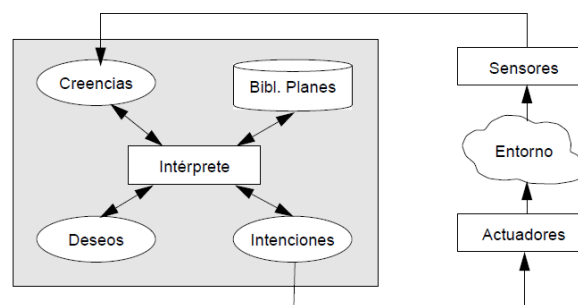 Creencias
Bibl. Planes
Sensores
Intérprete
Entorno
Deseos
Intenciones
Actuadores